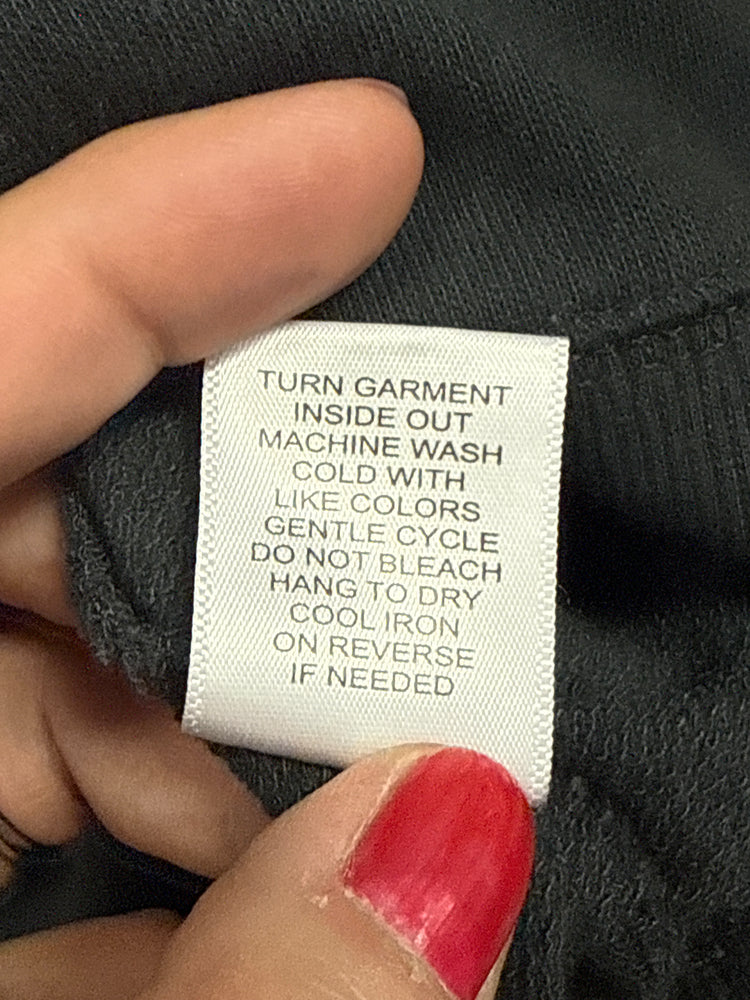 TURN GARMENT
INSIDE OUT
MACHINE WASH
COLD WITH
LIKE COLORS
GENTLE CYCLE
DO NOT BLEACH
HANG TO DRY
COOL IRON
ON REVERSE
IF NEEDED